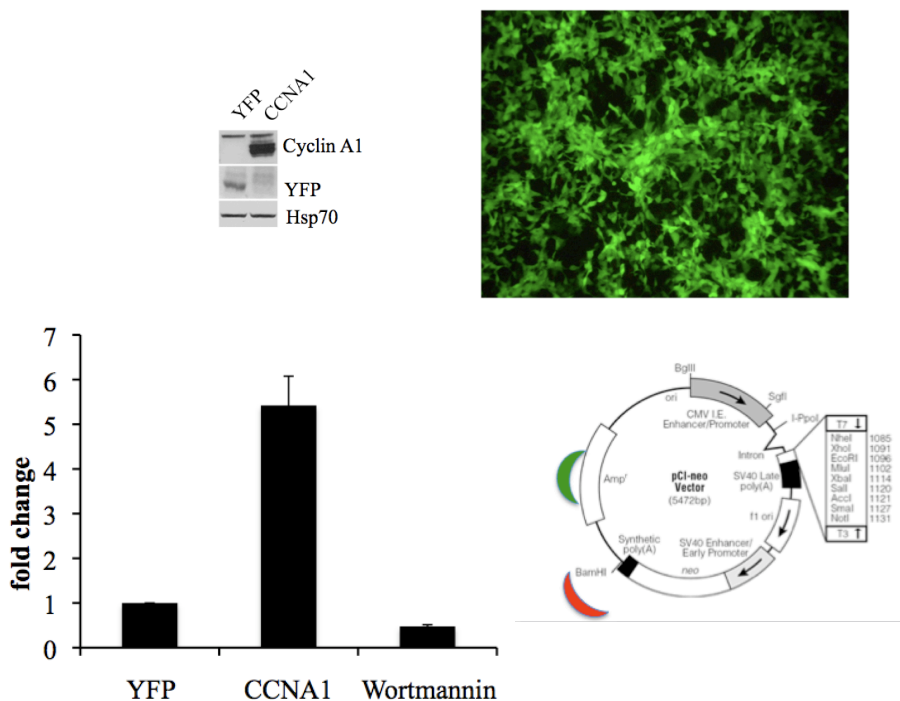 YFP
CCNA1
Cyclin A1
YFP
Hsp70
7
6
5
4
3
2
1
0
fold change
YFP CCNA1 Wortmannin
BglII
ori
SgfI
CMV I.E.
Enhancer/Promoter
I-PpoI
Intron
T7 ↓
NheI 1085
XhoI 1091
EcoRI 1096
MluI 1102
XbaI 1114
SalI 1120
AccI 1121
SmaI 1127
NotI 1131
T3 ↑
Ampʳ
pCI-neo
Vector
(5472bp)
SV40 Late
poly(A)
f1 ori
Synthetic
poly(A)
SV40 Enhancer/
Early Promoter
BamHI
neo